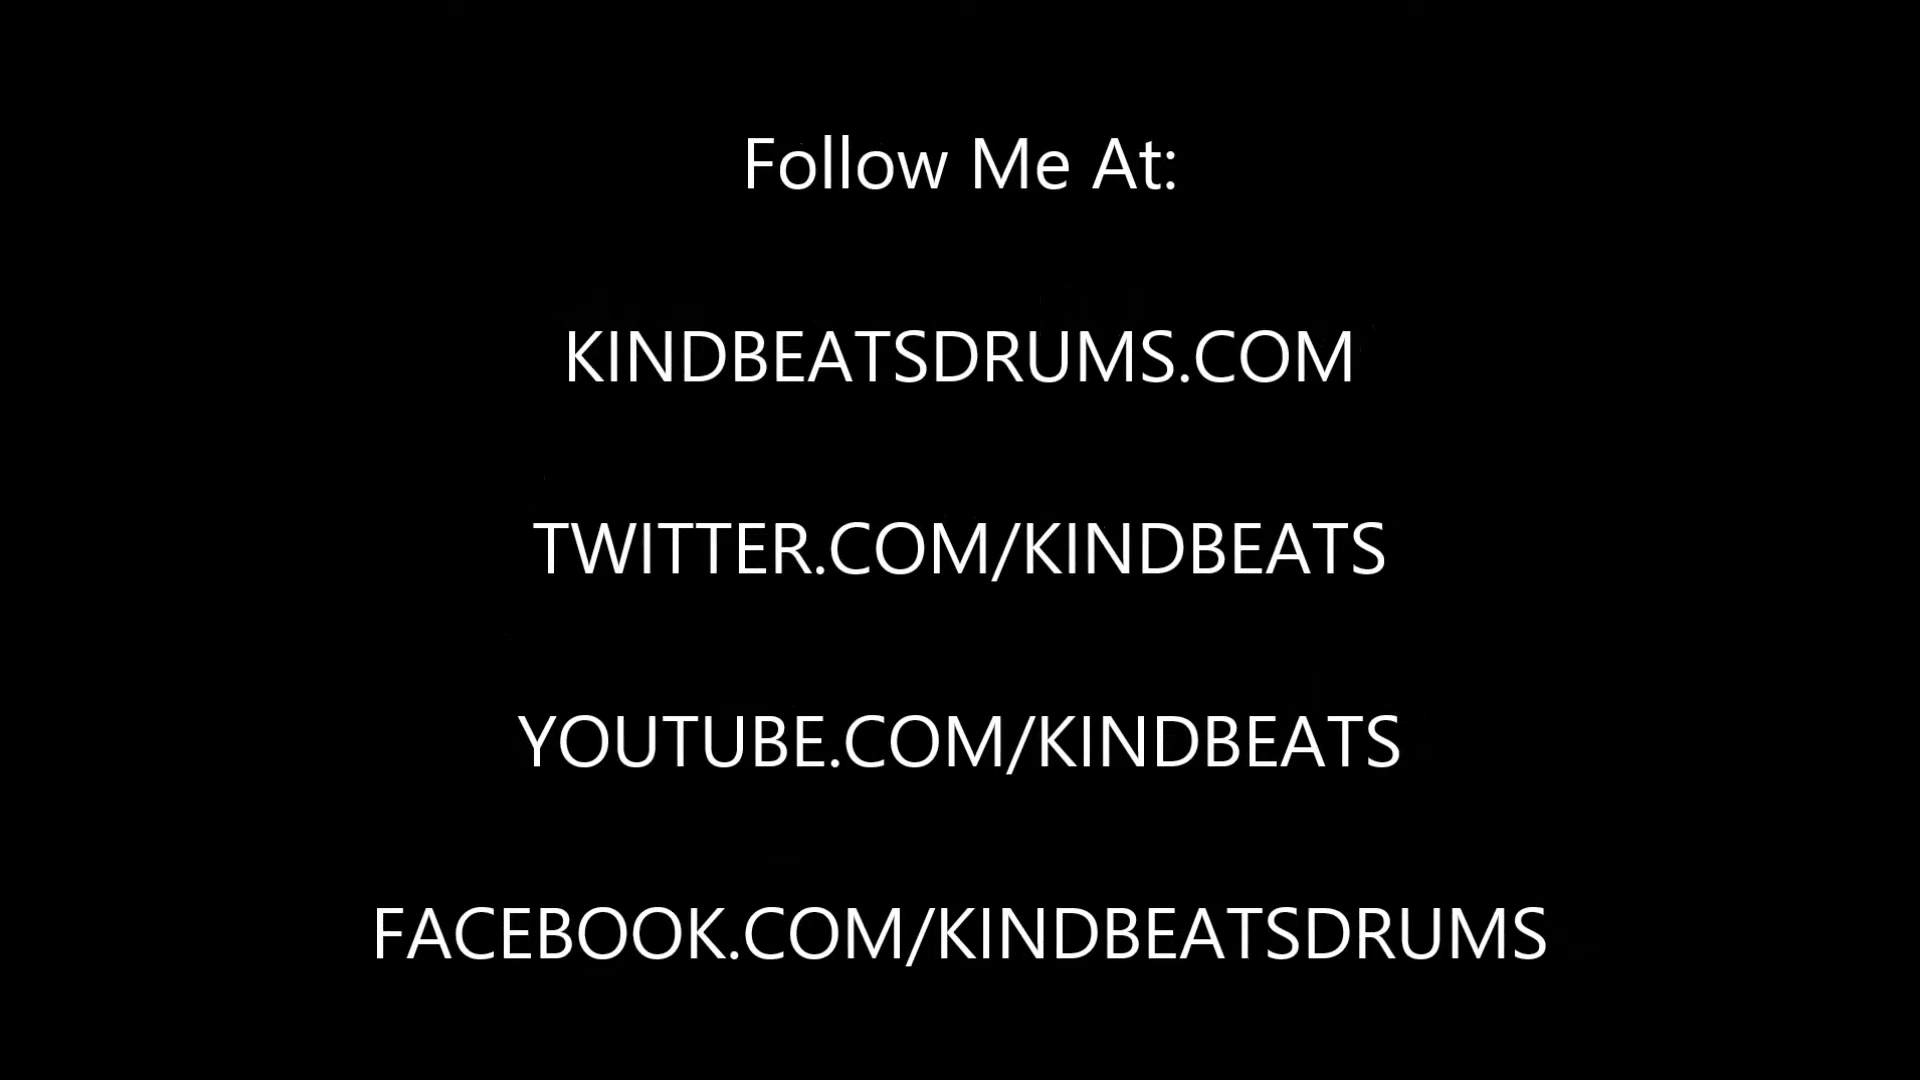 Follow Me At:
KINDBEATSDRUMS.COM
TWITTER.COM/KINDBEATS
YOUTUBE.COM/KINDBEATS
FACEBOOK.COM/KINDBEATSDRUMS